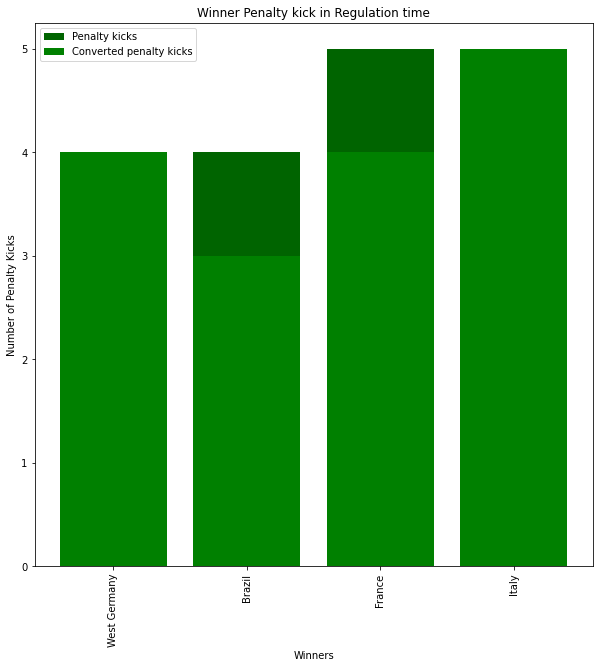 Winner Penalty kick in Regulation time
Penalty kicks
Converted penalty kicks
Number of Penalty Kicks
5
4
3
2
1
0
West Germany
Brazil
France
Italy
Winners